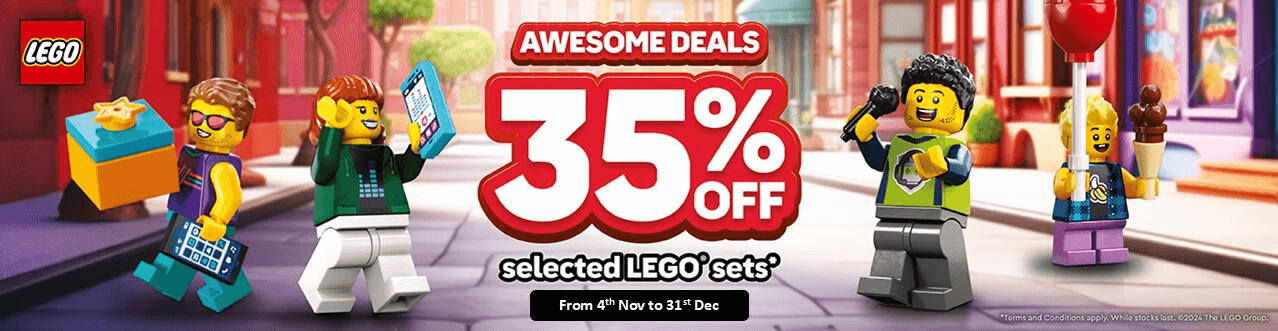 LEGO
AWESOME DEALS
35%
OFF
selected LEGO® sets*
From 4th Nov to 31st Dec
*Terms and Conditions apply. While stocks last. ©2024 The LEGO Group.